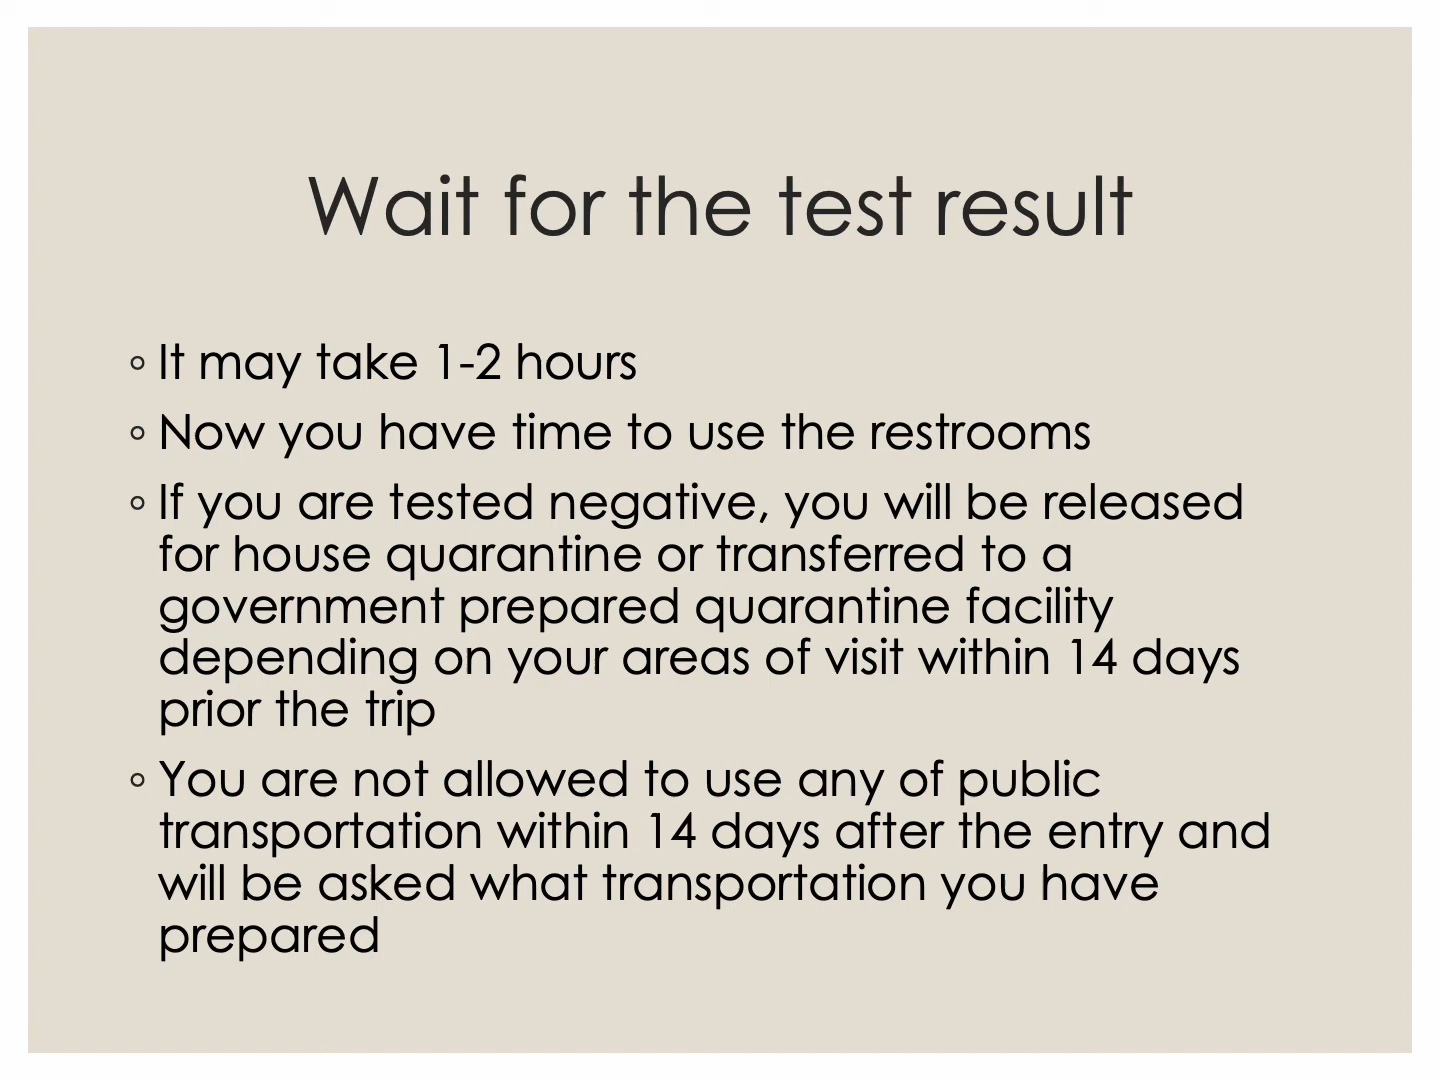 Wait for the test result
◦ It may take 1-2 hours
◦ Now you have time to use the restrooms
◦ If you are tested negative, you will be released
for house quarantine or transferred to a
government prepared quarantine facility
depending on your areas of visit within 14 days
prior the trip
◦ You are not allowed to use any of public
transportation within 14 days after the entry and
will be asked what transportation you have
prepared